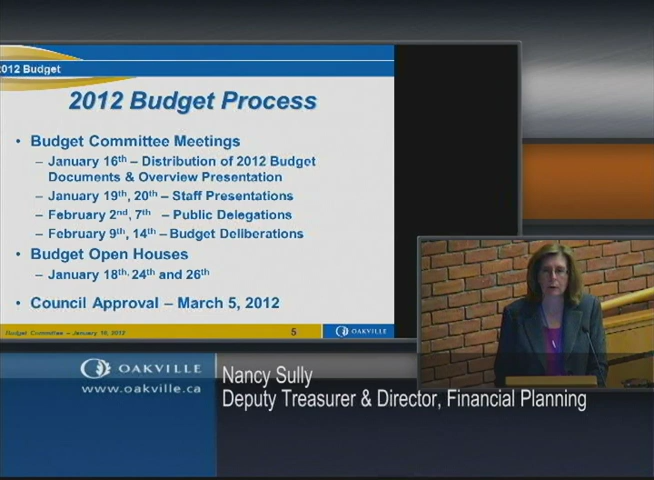 2012 Budget
2012 Budget Process
• Budget Committee Meetings
– January 16th – Distribution of 2012 Budget
Documents & Overview Presentation
– January 19th, 20th – Staff Presentations
– February 2nd, 7th – Public Delegations
– February 9th, 14th – Budget Deliberations
• Budget Open Houses
– January 18th, 24th and 26th
• Council Approval – March 5, 2012
Budget Committee – January 16, 2012
5
OAKVILLE
OAKVILLE
www.oakville.ca
Nancy Sully
Deputy Treasurer & Director, Financial Planning